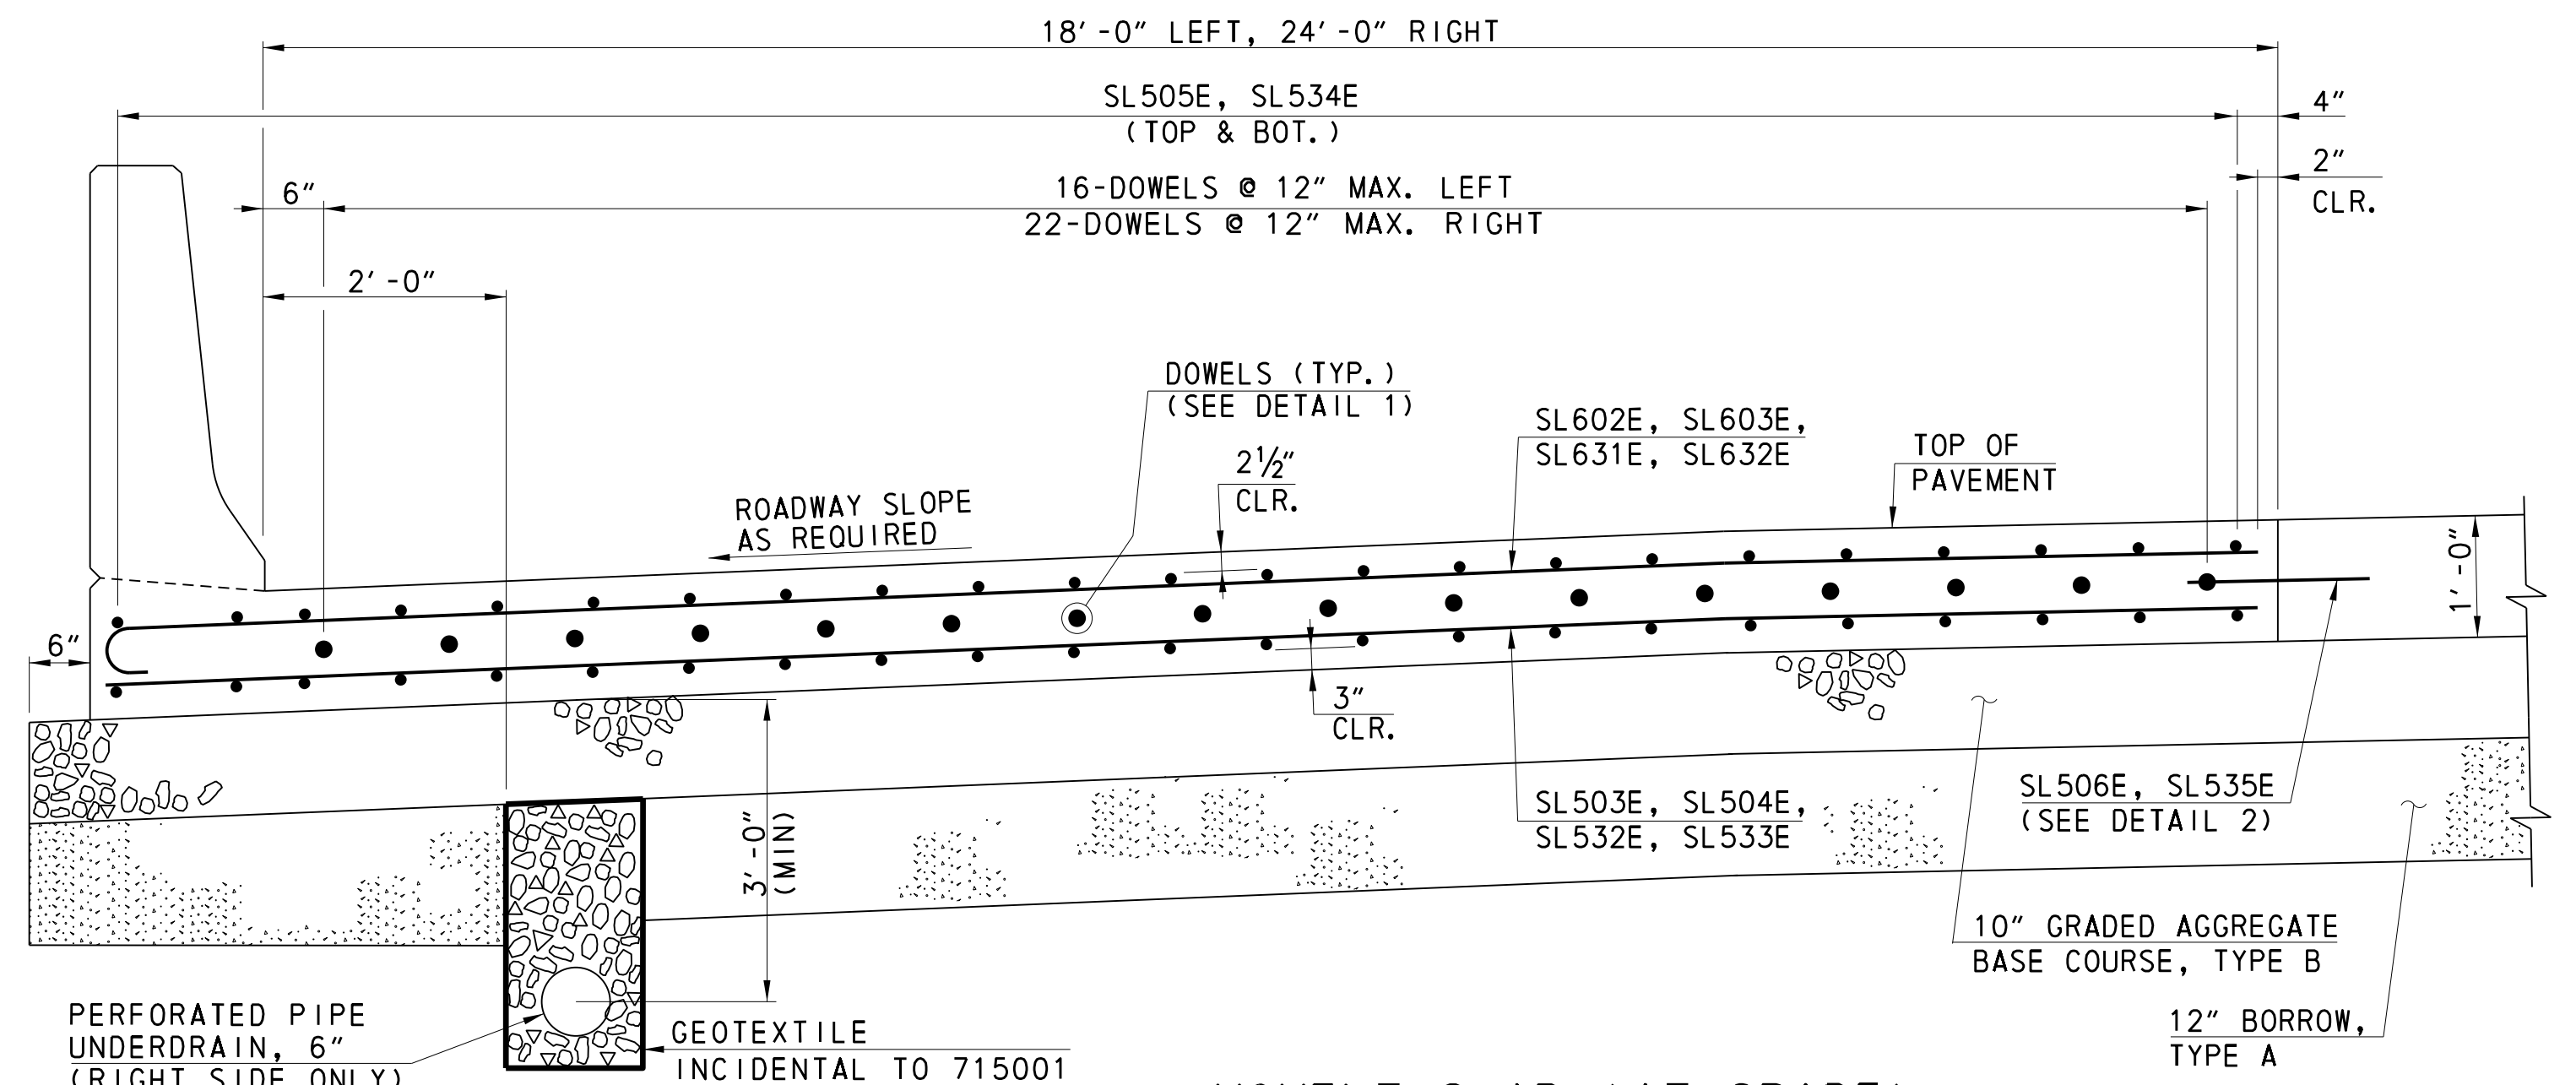 18'-0" LEFT, 24'-0" RIGHT
SL505E, SL534E
(TOP & BOT.)
4"
2"
CLR.
6"
16-DOWELS @ 12" MAX. LEFT
22-DOWELS @ 12" MAX. RIGHT
2'-0"
DOWELS (TYP.)
(SEE DETAIL 1)
SL602E, SL603E,
SL631E, SL632E
TOP OF
PAVEMENT
2½"
CLR.
ROADWAY SLOPE
AS REQUIRED
1'-0"
6"
3"
CLR.
3'-0"
(MIN)
SL503E, SL504E,
SL532E, SL533E
SL506E, SL535E
(SEE DETAIL 2)
10" GRADED AGGREGATE
BASE COURSE, TYPE B
12" BORROW,
TYPE A
PERFORATED PIPE
UNDERDRAIN, 6"
(RIGHT SIDE ONLY)
GEOTEXTILE
INCIDENTAL TO 715001